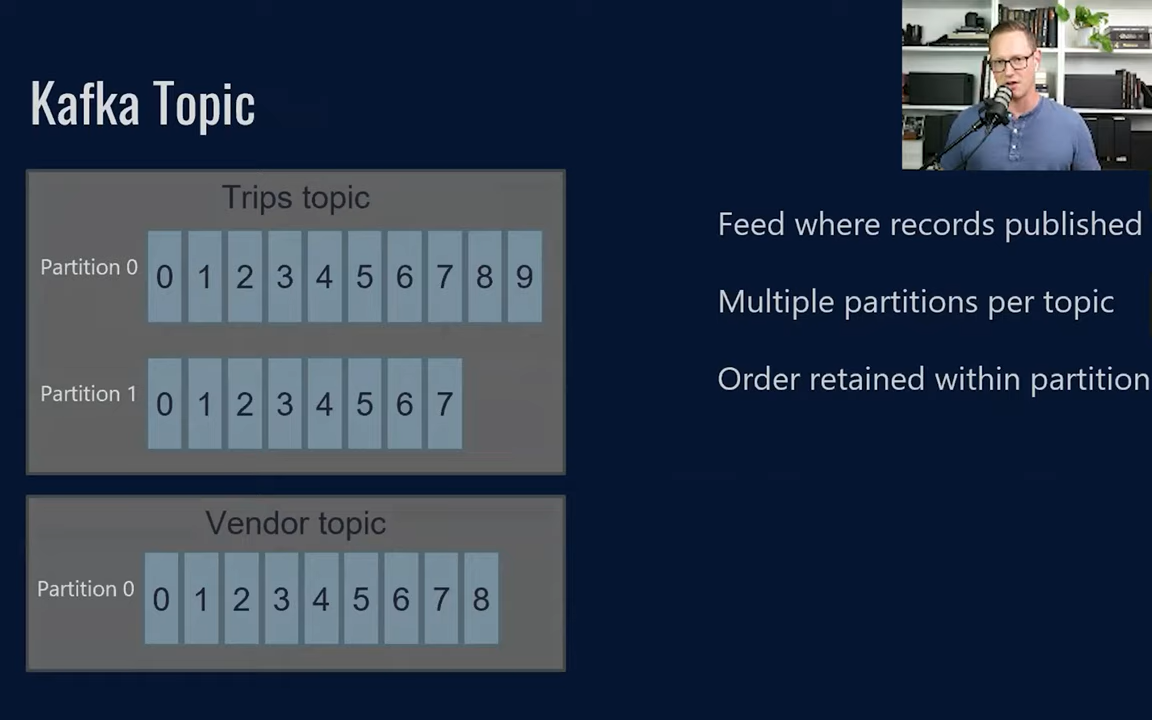 Kafka Topic
Trips topic
Partition 0
0 1 2 3 4 5 6 7 8 9
Partition 1
0 1 2 3 4 5 6 7
Vendor topic
Partition 0
0 1 2 3 4 5 6 7 8
Feed where records published
Multiple partitions per topic
Order retained within partition